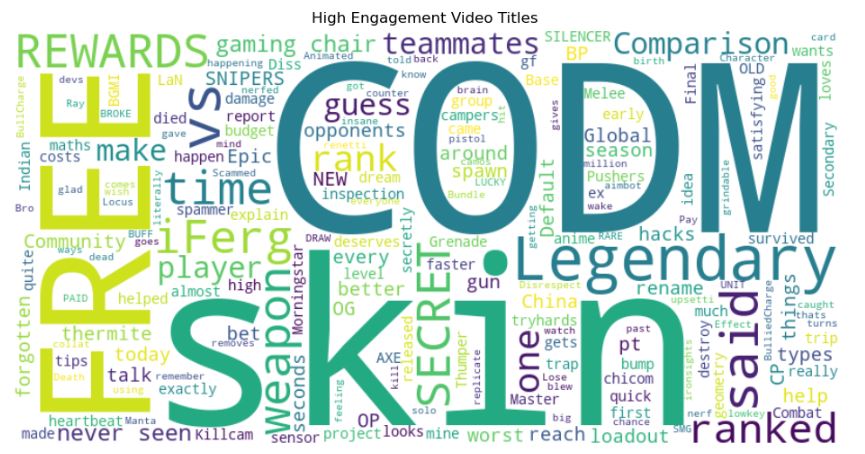 High Engagement Video Titles
REWARDS gaming chair teammates SILENCER Comparison card
happening Animated told back Diss gf BP birth Character wants
devs LaN SNIPERS got know Base OLD loves
BullCharge Ray BGMI vs nerfed counter brain group Melee Final satisfying good
FREE BROKE died damage guess insane hit campers early
Indian maths gave report mind opponents CODM came Global million
costs make budget renetti pistol around season
happen Epic rank camos spawn Pushers aimbot Secondary
glad comes wish Locus time NEW dream gives Default ex idea grindable
Bro literally Scammed inspection everyone Bundle LUCKY wake Pay
spammer explain DRAW deserves Grenade getting anime RARE hacks survived
Community BUFF goes iFerg secretly Legendary
quite ways dead player every faster Disrespect rename upsetti UNIT caught
forgotten PAID helped almost high Morningstar level SECRET gun China much thats things
thermite weapon better released Thumper watch tryhards said Effect BulliedCharge turns
collat bet OG skin one gets pt past destroy geometry trip
tips today removes seconds AXE replicate Lose trap bump ironsights types
Death talk remember feeling kill Master blew chicom CP really
using exactly solo chance quick nerf lowkey help
heartbeat Manta OP big first SMG Combat
made never seen Killcam sensor project looks mine worst reach loadout ranked